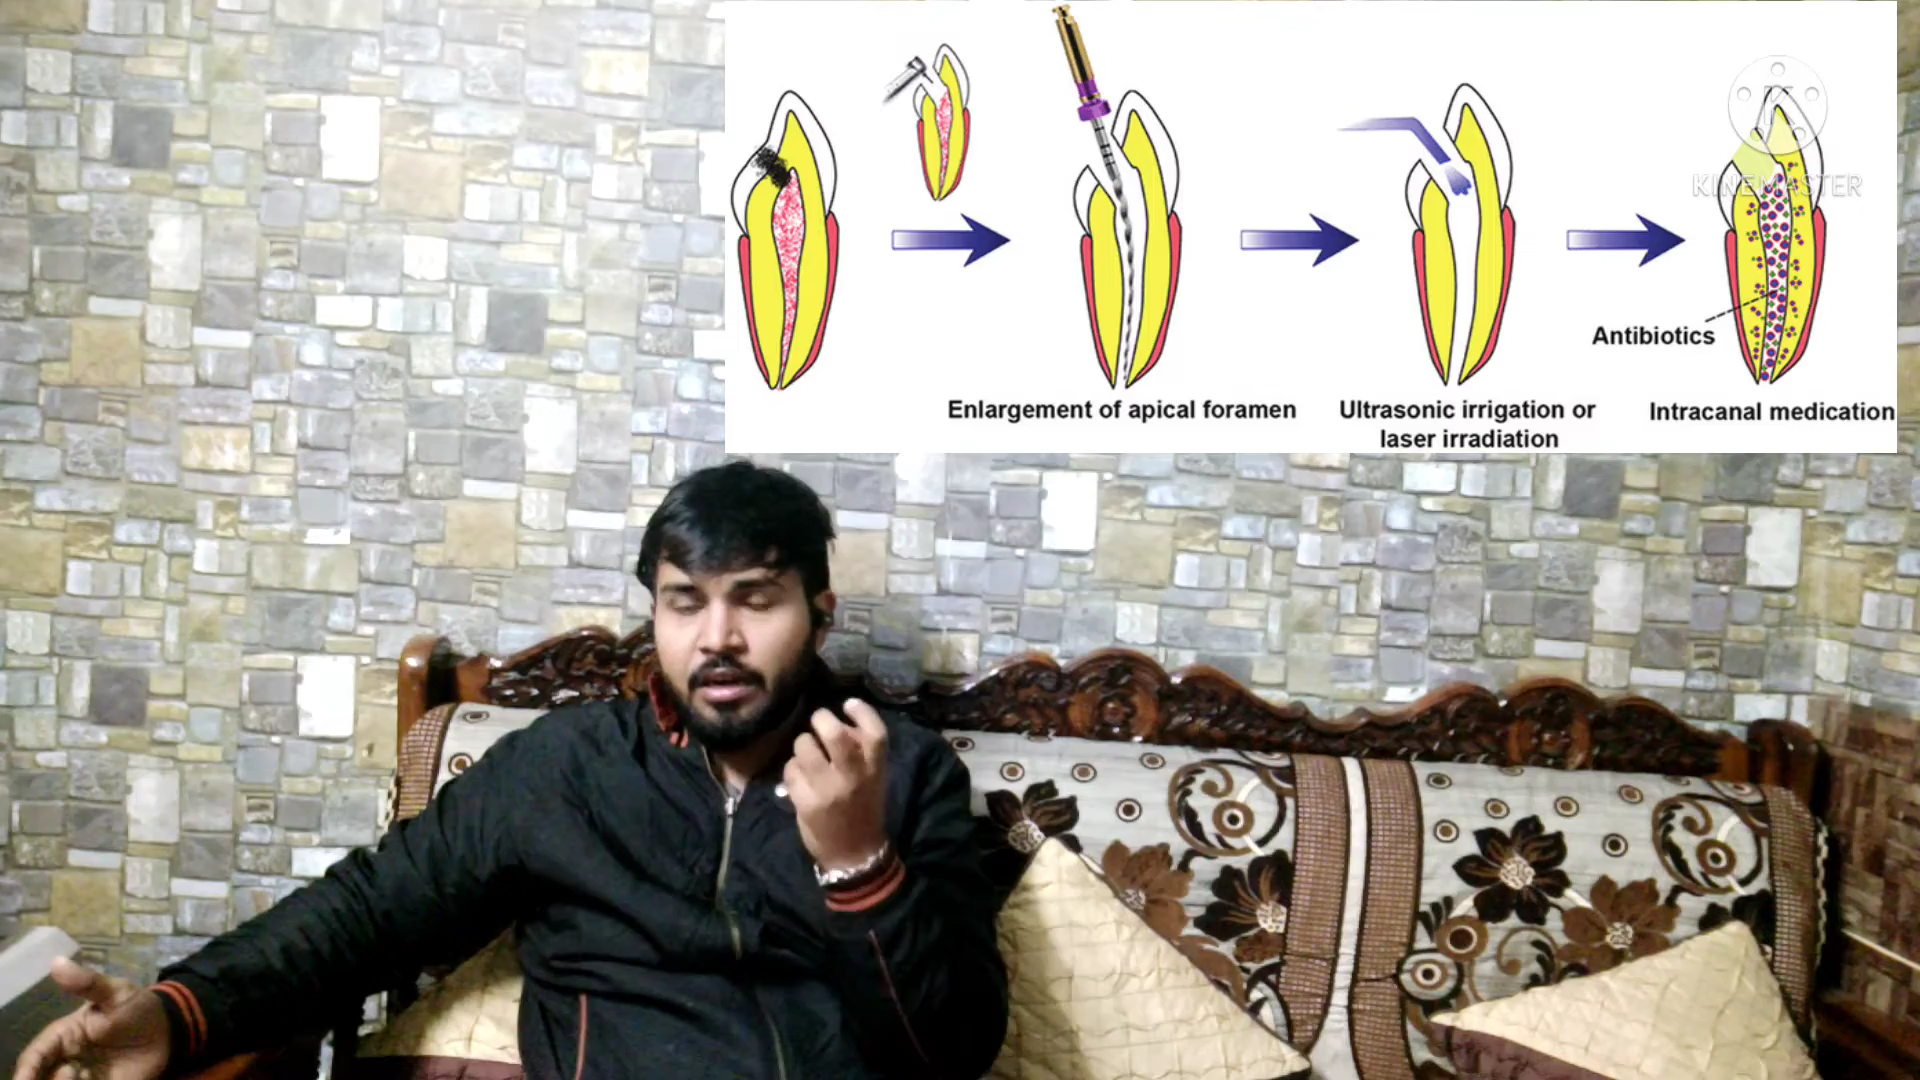 KINEMASTER
Antibiotics
Enlargement of apical foramen
Ultrasonic irrigation or
laser irradiation
Intracanal medication